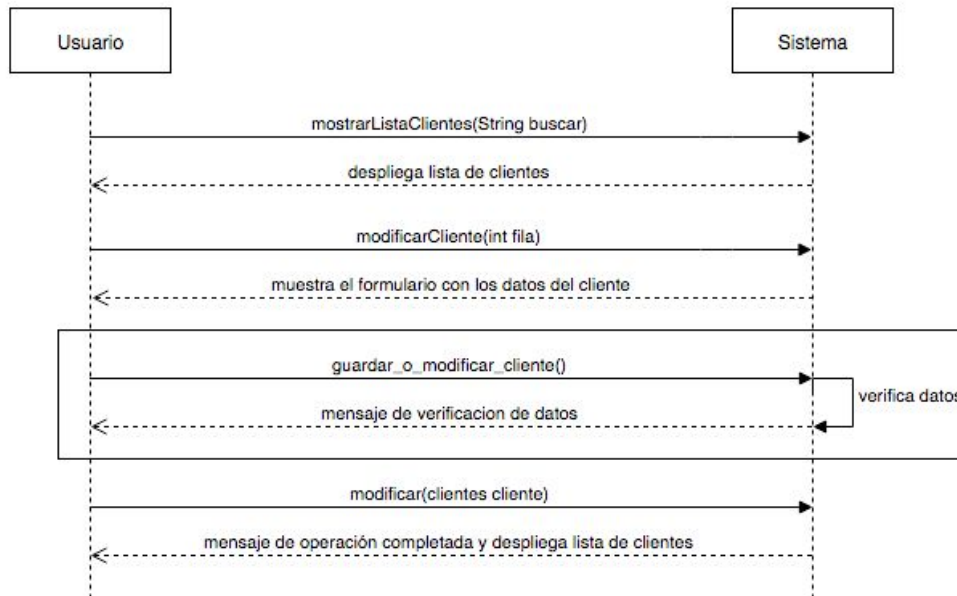 Usuario
Sistema
mostrarListaClientes(String buscar)
despliega lista de clientes
modificarCliente(int fila)
muestra el formulario con los datos del cliente
guardar_o_modificar_cliente()
verifica datos
mensaje de verificacion de datos
modificar(clientes cliente)
mensaje de operación completada y despliega lista de clientes